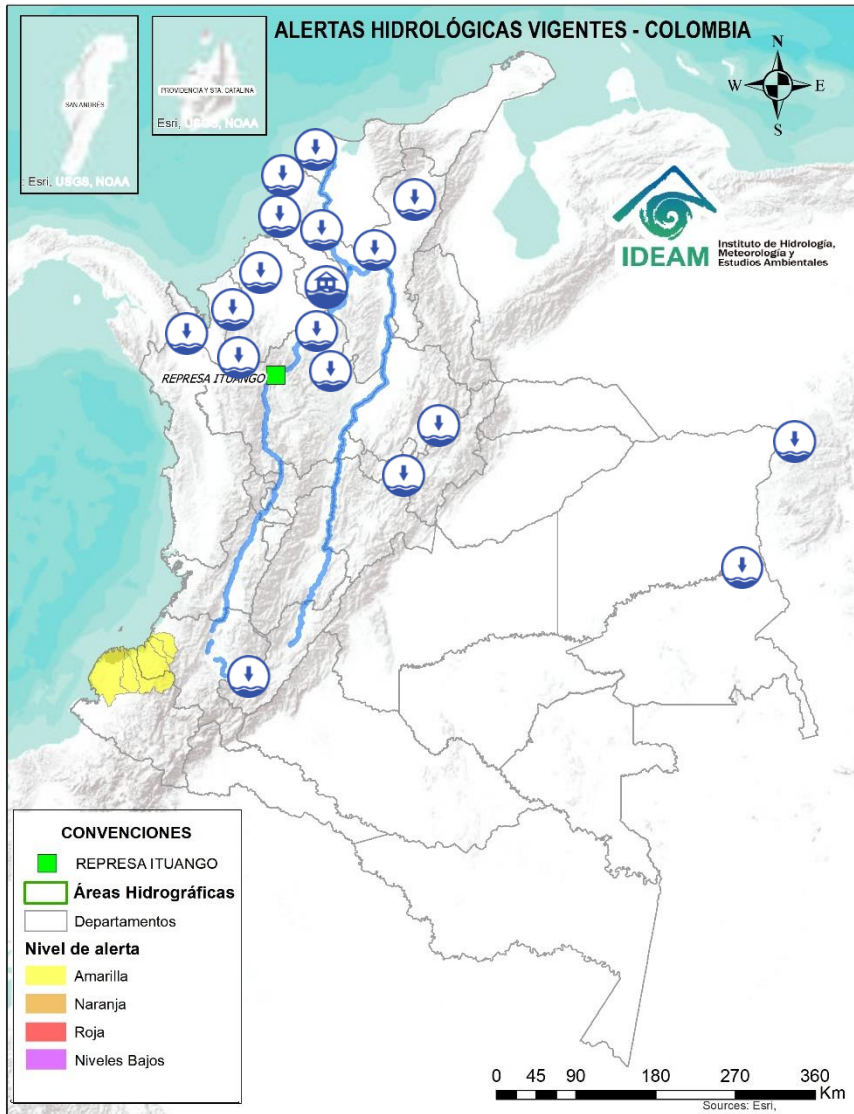 ALERTAS HIDROLÓGICAS VIGENTES - COLOMBIA
SAN ANDRÉS
Esri, USGS, NOAA
PROVIDENCIA Y STA. CATALINA
Esri, USGS, NOAA
N
W E
S
IDEAM
Instituto de Hidrología,
Meteorología y
Estudios Ambientales
REPRESA ITUANGO
CONVENCIONES
REPRESA ITUANGO
Áreas Hidrográficas
Departamentos
Nivel de alerta
Amarilla
Naranja
Roja
Niveles Bajos
0 45 90 180 270 360
Km
Sources: Esri,